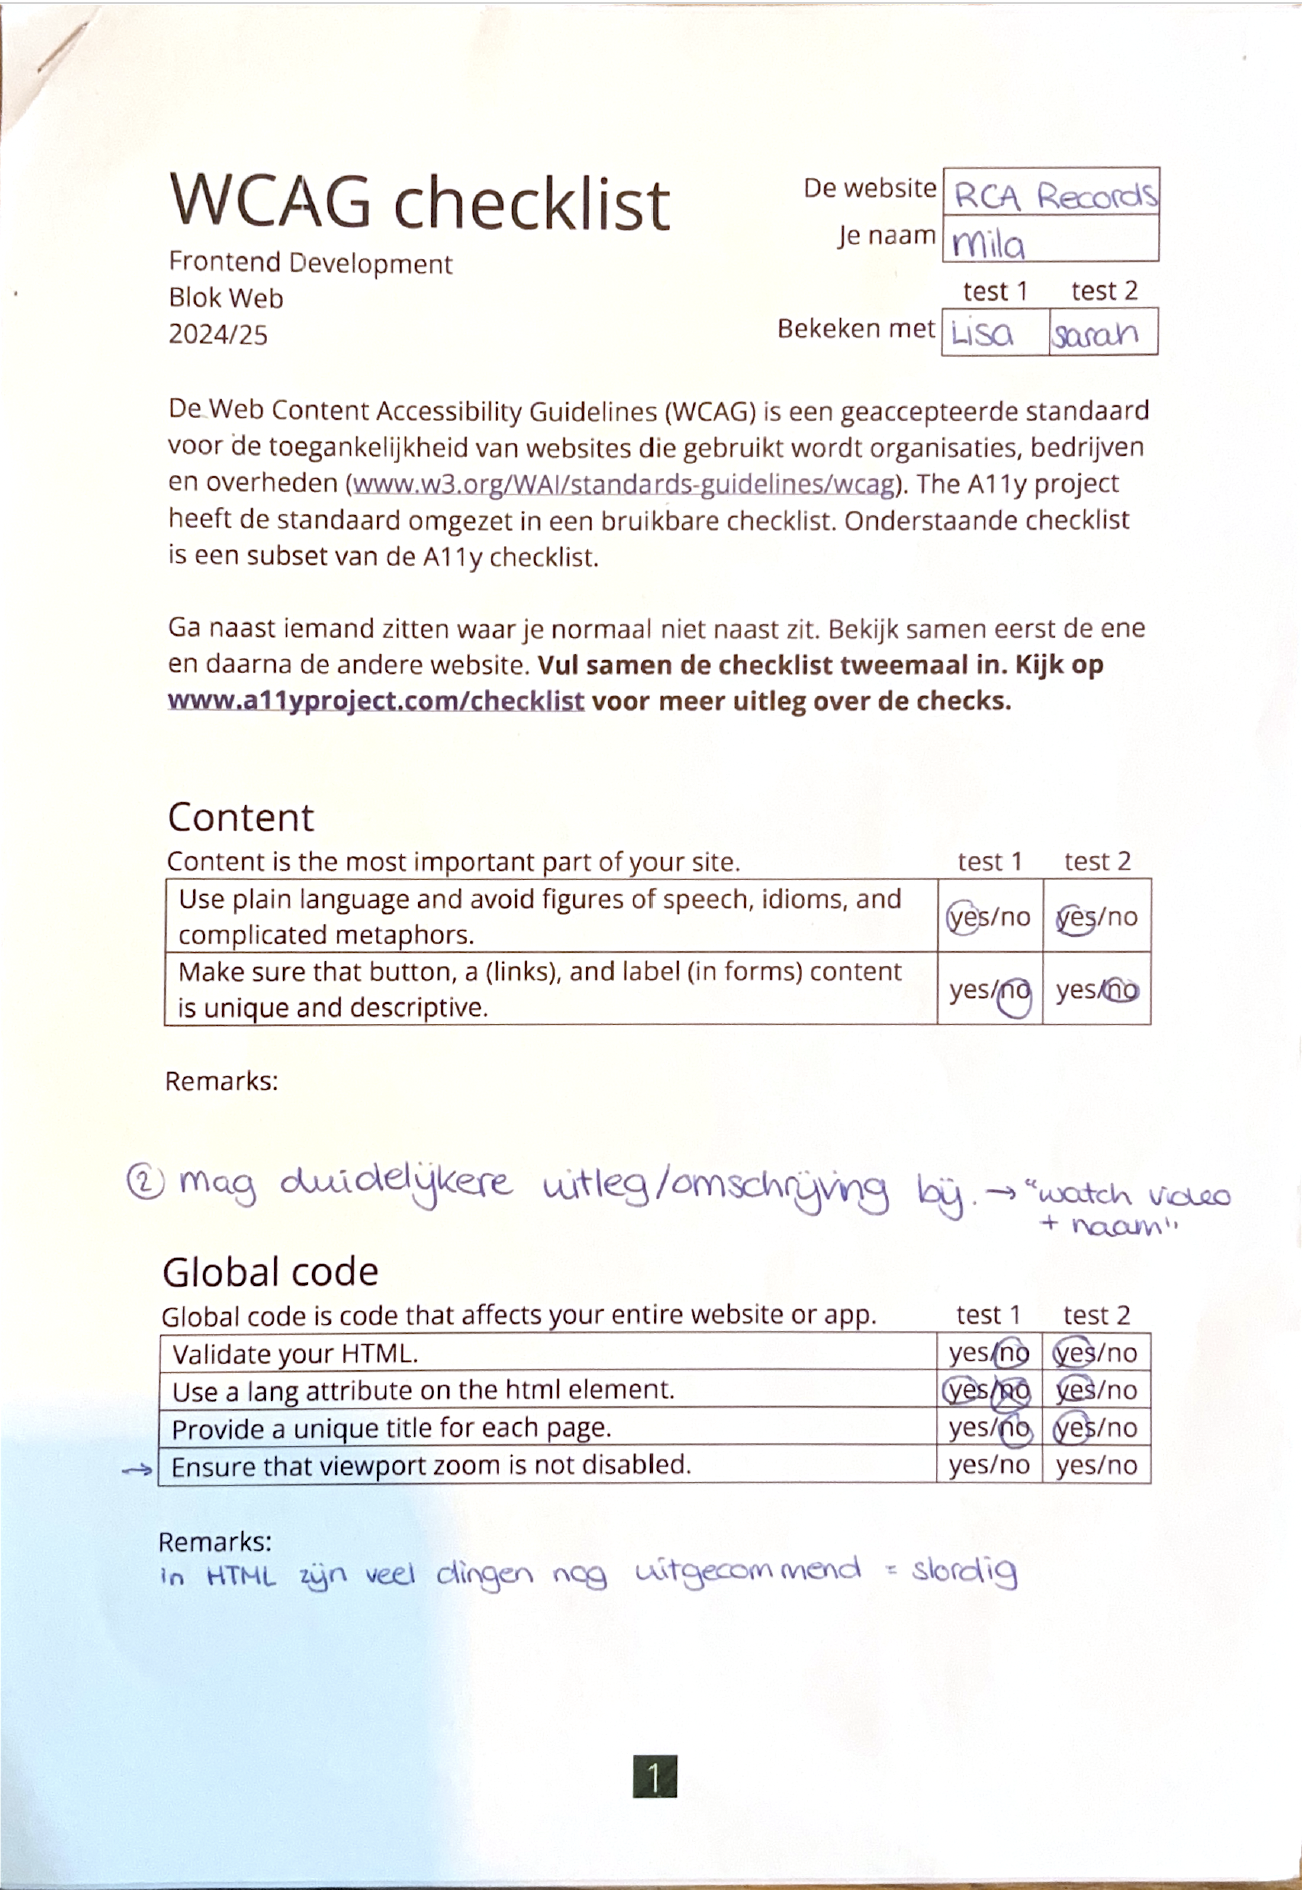 WCAG checklist
Frontend Development
Blok Web
2024/25
De website RCA Records
Je naam mila
test 1 test 2
Bekeken met Lisa sarah
De Web Content Accessibility Guidelines (WCAG) is een geaccepteerde standaard
voor de toegankelijkheid van websites die gebruikt wordt organisaties, bedrijven
en overheden (www.w3.org/WAI/standards-guidelines/wcag). The A11y project
heeft de standaard omgezet in een bruikbare checklist. Onderstaande checklist
is een subset van de A11y checklist.
Ga naast iemand zitten waar je normaal niet naast zit. Bekijk samen eerst de ene
en daarna de andere website. Vul samen de checklist tweemaal in. Kijk op
www.a11yproject.com/checklist voor meer uitleg over de checks.
Content
Content is the most important part of your site. test 1 test 2
Use plain language and avoid figures of speech, idioms, and
complicated metaphors. yes/no yes/no
Make sure that button, a (links), and label (in forms) content
is unique and descriptive. yes/no yes/no
Remarks:
② mag duidelijkere uitleg/omschrijving bij. → "watch video
+ naam"
Global code
Global code is code that affects your entire website or app. test 1 test 2
Validate your HTML. yes/no yes/no
Use a lang attribute on the html element. yes/no yes/no
Provide a unique title for each page. yes/no yes/no
→ Ensure that viewport zoom is not disabled. yes/no yes/no
Remarks:
in HTML zijn veel dingen nog uitgecommend = slordig
1